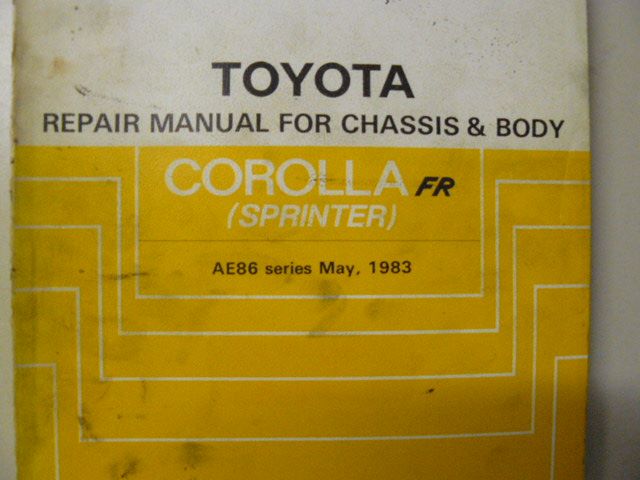 TOYOTA
REPAIR MANUAL FOR CHASSIS & BODY
COROLLA FR
(SPRINTER)
AE86 series May, 1983